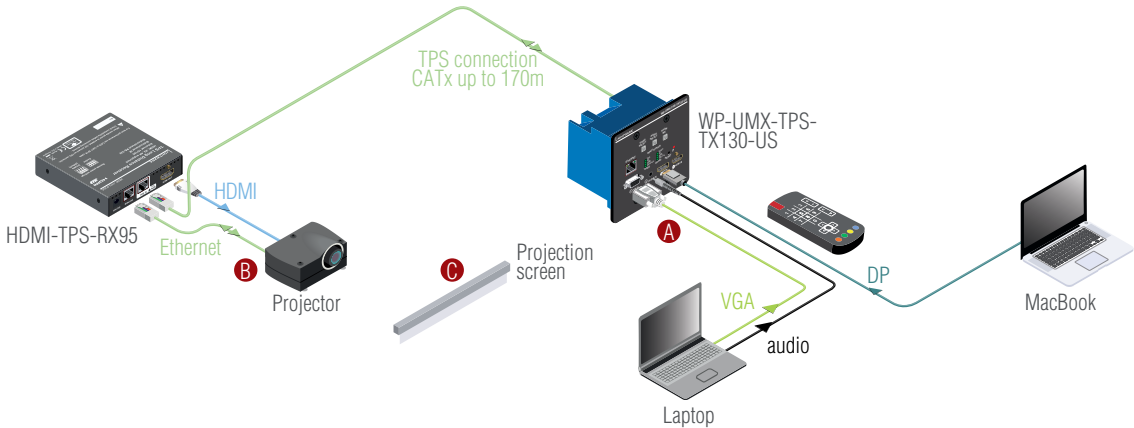 TPS connection
CATx up to 170m
WP-UMX-TPS-
TX130-US
HDMI
HDMI-TPS-RX95
Ethernet
A
B
Projector
C
Projection
screen
VGA
DP
MacBook
audio
Laptop